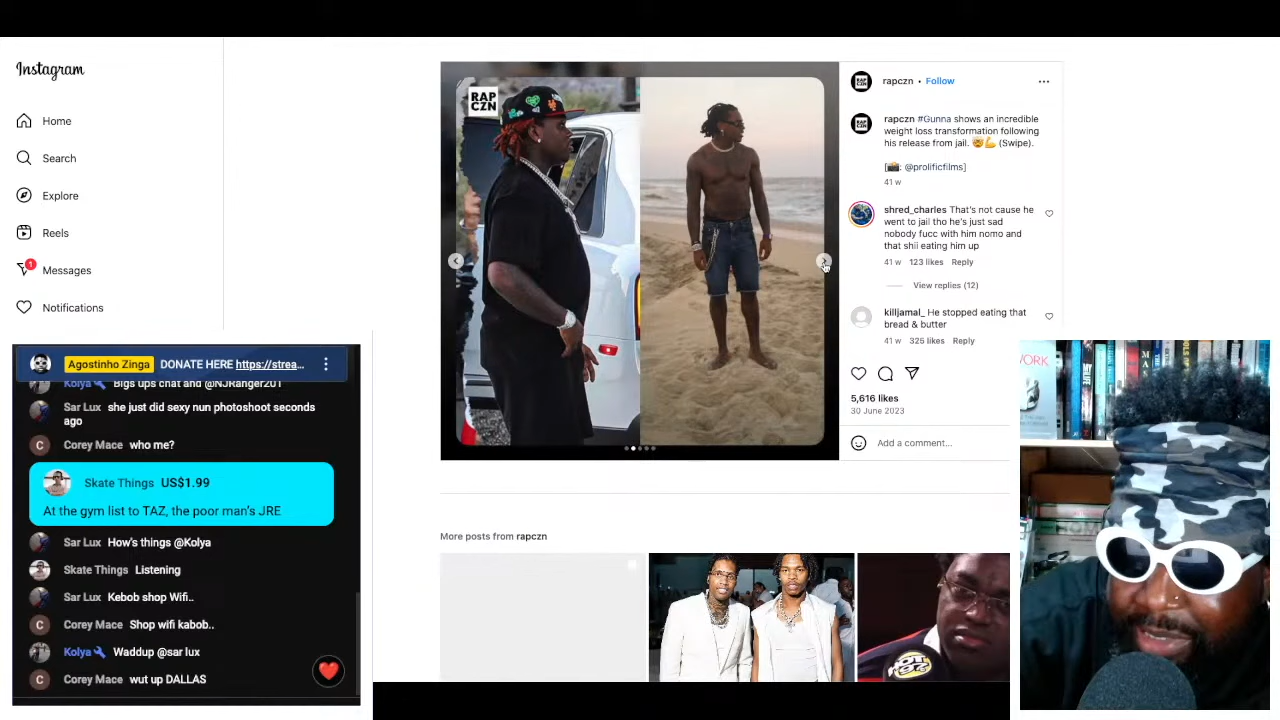 Instagram
Home
Search
Explore
Reels
1
Messages
Notifications
RAP
CZN
rapczn • Follow
rapczn #Gunna shows an incredible
weight loss transformation following
his release from jail. 🤯💪 (Swipe).
[📸: @prolificfilms]
41 w
shred_charles That's not cause he
went to jail tho he's just sad
nobody fucc with him nomo and
that shii eating him up
41 w 123 likes Reply
View replies (12)
killjamal_ He stopped eating that
bread & butter
41 w 325 likes Reply
5,616 likes
30 June 2023
Add a comment...
More posts from rapczn
Agostinho Zinga DONATE HERE https://strea...
Kolya🔧 Bigs ups chat and @NJRanger201
Sar Lux she just did sexy nun photoshoot seconds
ago
C Corey Mace who me?
Skate Things US$1.99
At the gym list to TAZ, the poor man's JRE
Sar Lux How's things @Kolya
Skate Things Listening
Sar Lux Kebob shop Wifi..
C Corey Mace Shop wifi kabob..
Kolya🔧 Waddup @sar lux
C Corey Mace wut up DALLAS